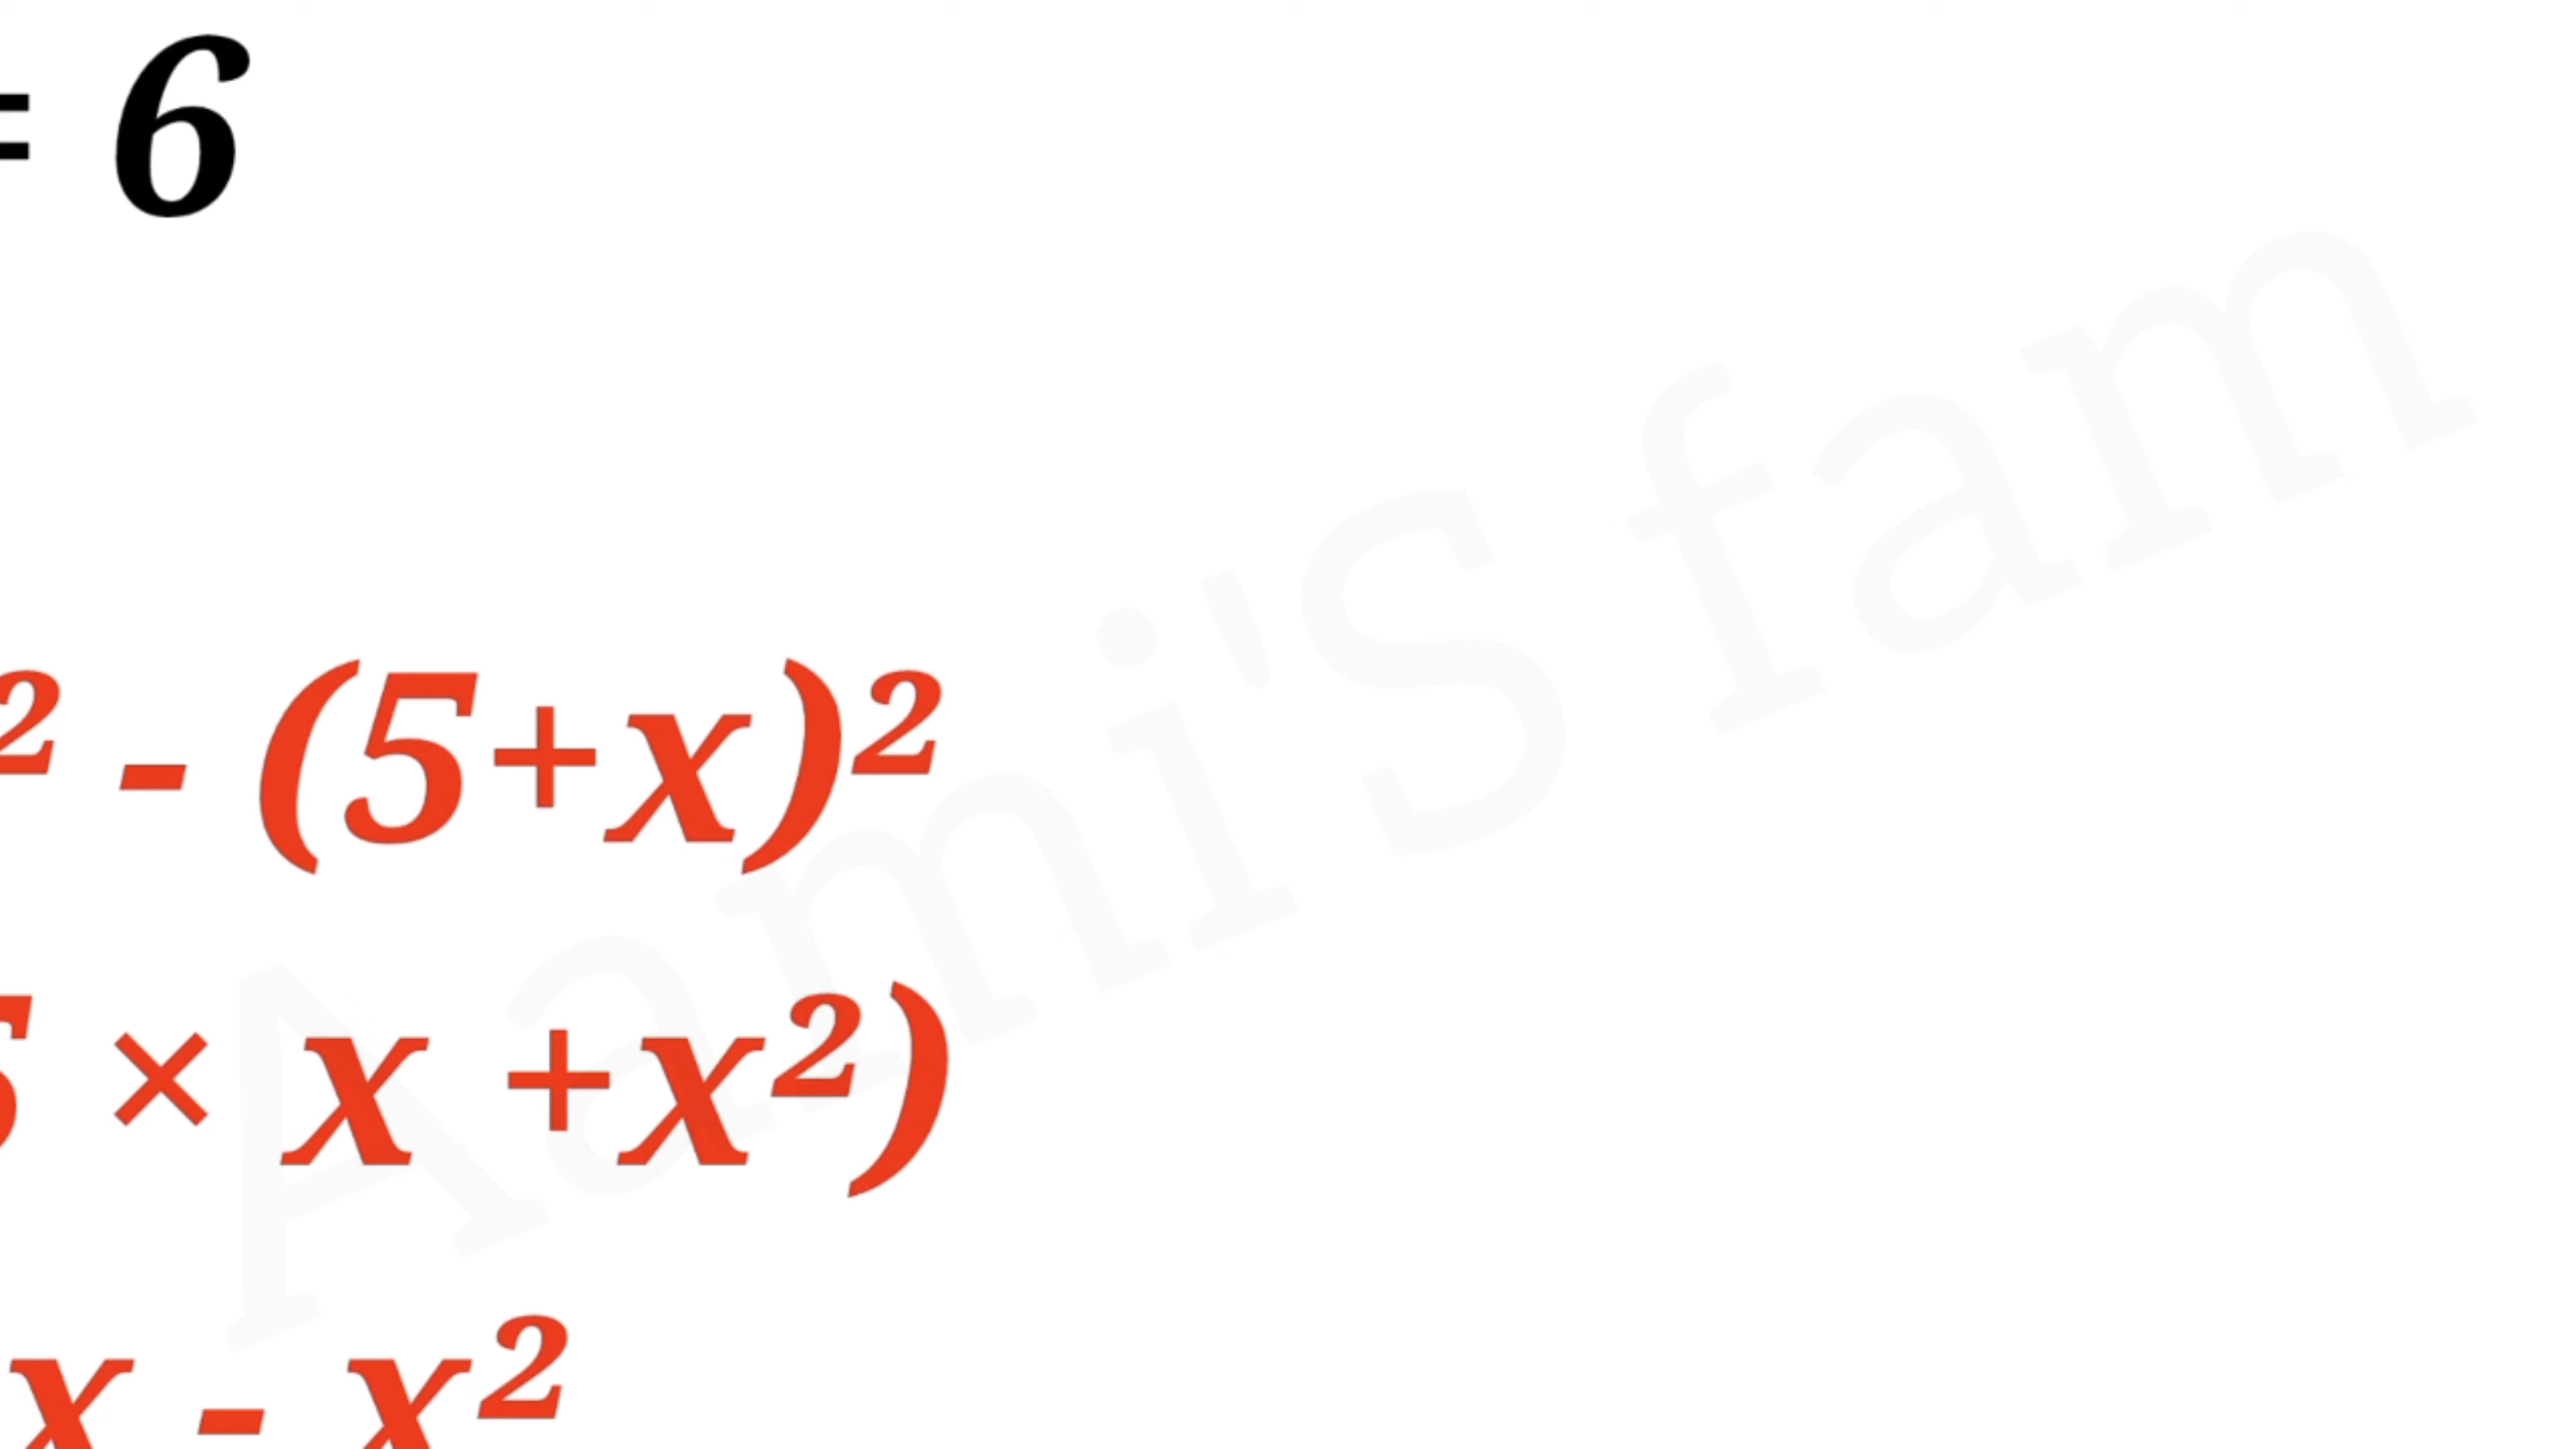 = 6
² - (5+x)²
5 × x +x²)
x - x²
Aami'S fam